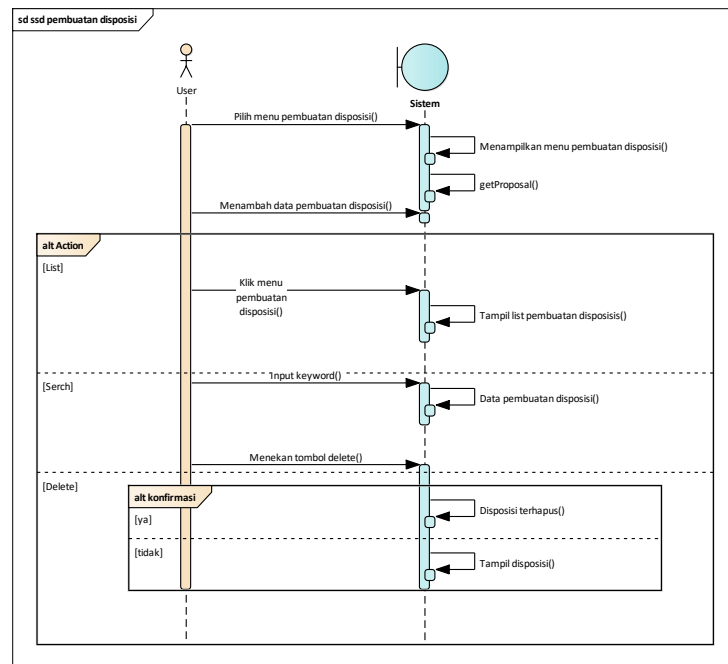 sd ssd pembuatan disposisi
User
Sistem
Pilih menu pembuatan disposisi()
Menampilkan menu pembuatan disposisi()
getProposal()
Menambah data pembuatan disposisi()
alt Action
[List]
Klik menu
pembuatan
disposisi()
Tampil list pembuatan disposisis()
[Serch]
Input keyword()
Data pembuatan disposisi()
Menekan tombol delete()
[Delete]
alt konfirmasi
[ya]
Disposisi terhapus()
[tidak]
Tampil disposisi()